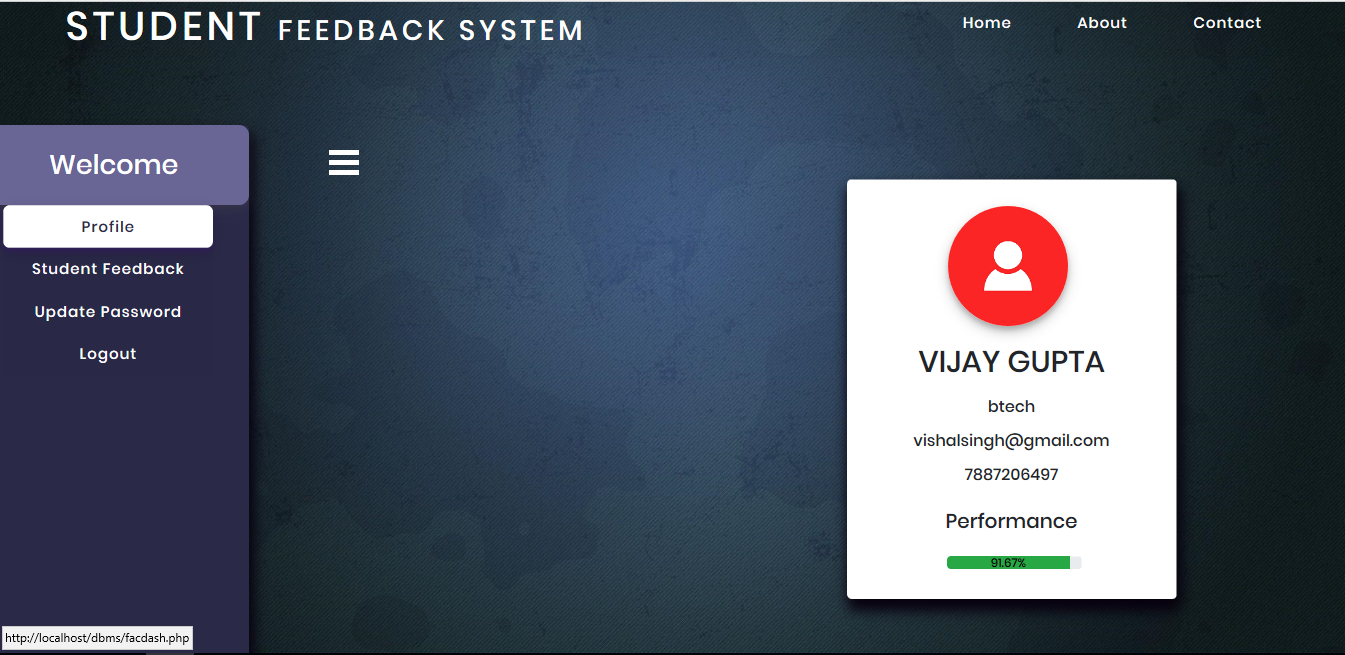 STUDENT FEEDBACK SYSTEM
Home About Contact
Welcome
Profile
Student Feedback
Update Password
Logout
VIJAY GUPTA
btech
vishalsingh@gmail.com
7887206497
Performance
91.67%
http://localhost/dbms/facdash.php